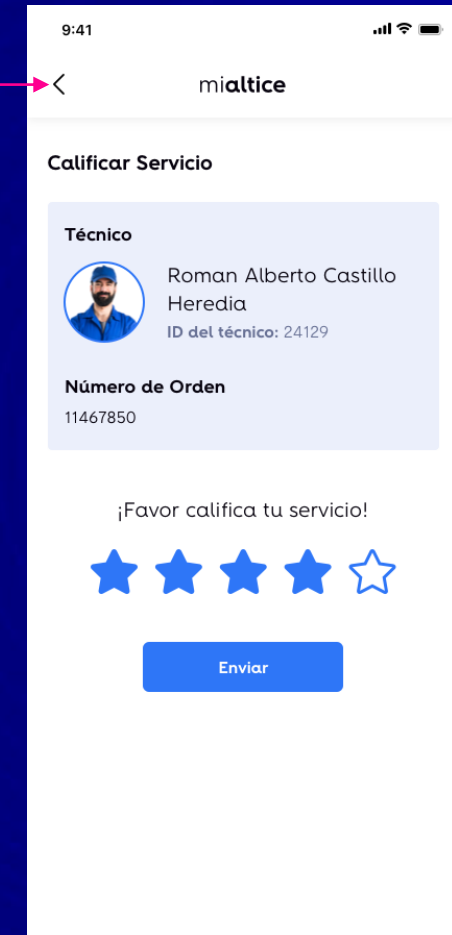 9:41
mialtice
Calificar Servicio
Técnico
Roman Alberto Castillo
Heredia
ID del técnico: 24129
Número de Orden
11467850
¡Favor califica tu servicio!
Enviar